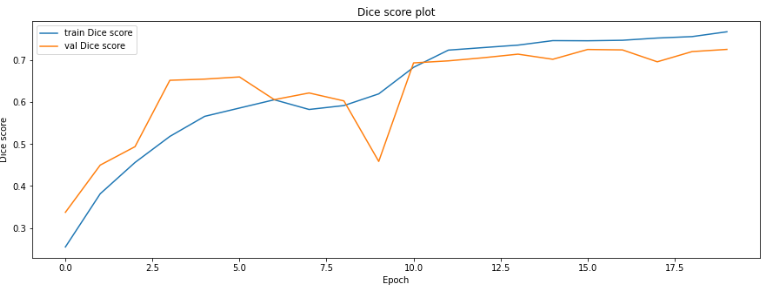 Dice score plot
train Dice score
val Dice score
Dice score
0.7
0.6
0.5
0.4
0.3
0.0 2.5 5.0 7.5 10.0 12.5 15.0 17.5
Epoch